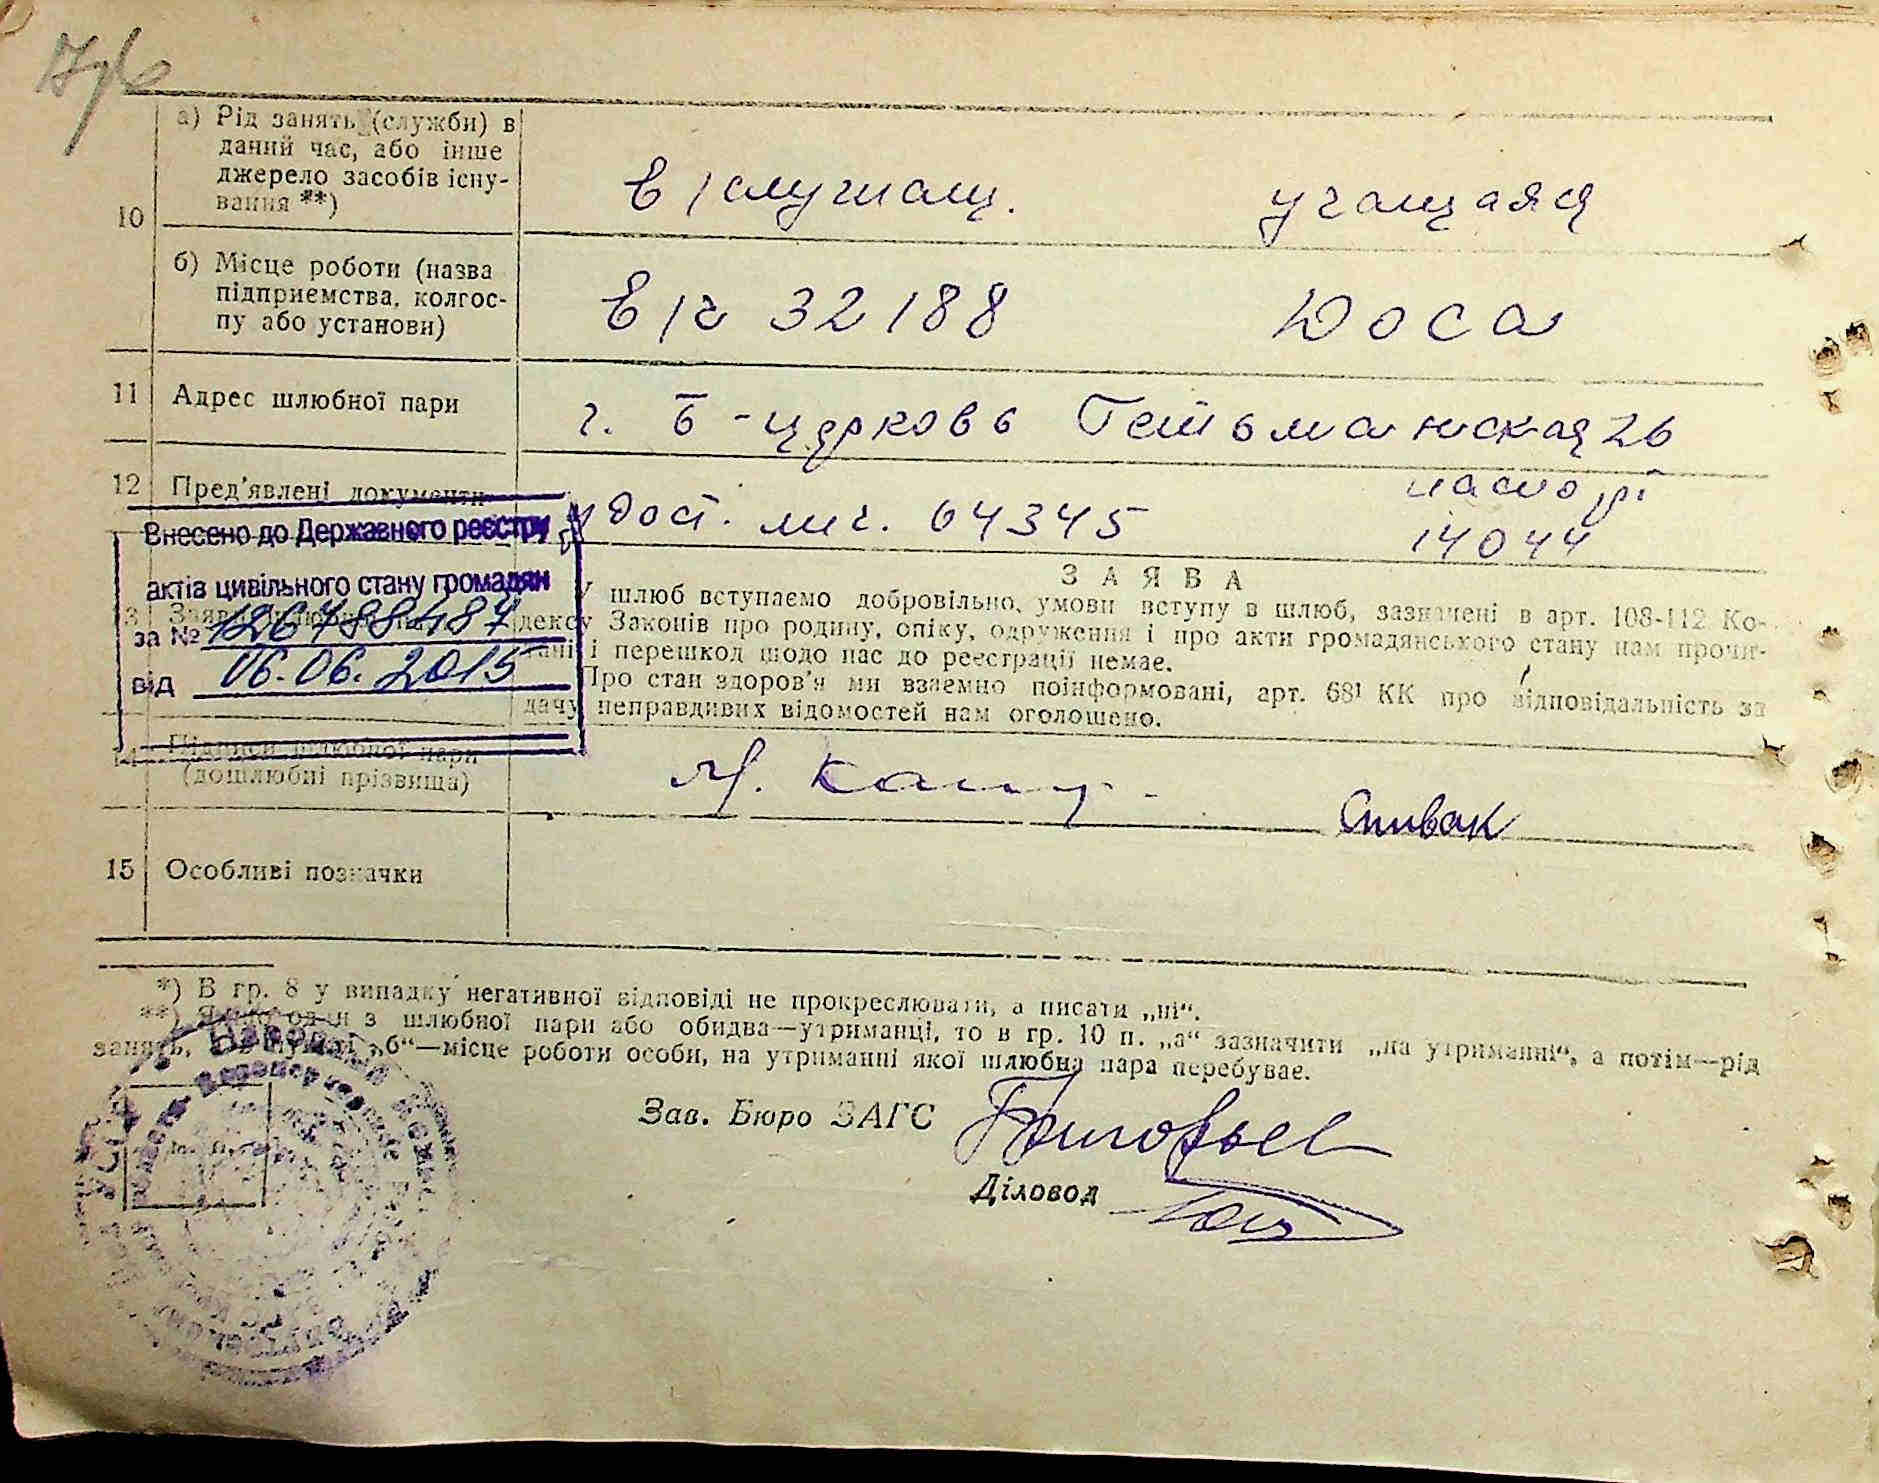 10
а) Рід занять (служби) в
даний час, або інше
джерело засобів існу-
вання **)
в/служащ. учащаяся
б) Місце роботи (назва
підприємства, колгос-
пу або установи)
в/ч 32188 Юоса
11 Адрес шлюбної пари
г. Б-церковь Гетьманская 26
12 Пред'явлені документи
удост. лич. 64345 паспорт
14044
Внесено до Державного реєстру
актів цивільного стану громадян
за №
від 06.06.2015
ЗАЯВА
У шлюб вступаємо добровільно, умови вступу в шлюб, зазначені в арт. 108-112 Ко-
дексу Законів про родину, опіку, одруження і про акти громадянського стану нам прочи-
тані і перешкод щодо нас до реєстрації немає.
Про стан здоров'я ми взаємно поінформовані, арт. 68¹ КК про відповідальність за
дачу неправдивих відомостей нам оголошено.
14 Підписи шлюбної пари
(дошлюбні прізвища)
Спивак
15 Особливі позначки
*) В гр. 8 у випадку негативної відповіді не прокреслювати, а писати „ні“.
**) Якщо один з шлюбної пари або обидва—утриманці, то в гр. 10 п. „а“ зазначити „на утриманні“, а потім—рід
занять, а в пункті „б“—місце роботи особи, на утриманні якої шлюбна пара перебуває.
Зав. Бюро ЗАГС
Діловод